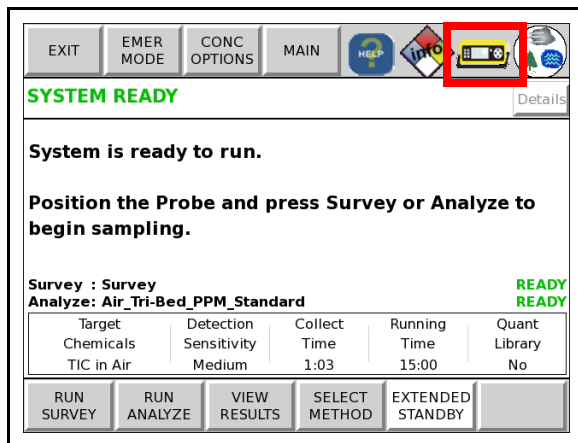 EXIT
EMER
MODE
CONC
OPTIONS
MAIN
HELP
info
SYSTEM READY
Details
System is ready to run.
Position the Probe and press Survey or Analyze to
begin sampling.
Survey : Survey READY
Analyze: Air_Tri-Bed_PPM_Standard READY
Target Detection Collect Running Quant
Chemicals Sensitivity Time Time Library
TIC in Air Medium 1:03 15:00 No
RUN
SURVEY
RUN
ANALYZE
VIEW
RESULTS
SELECT
METHOD
EXTENDED
STANDBY